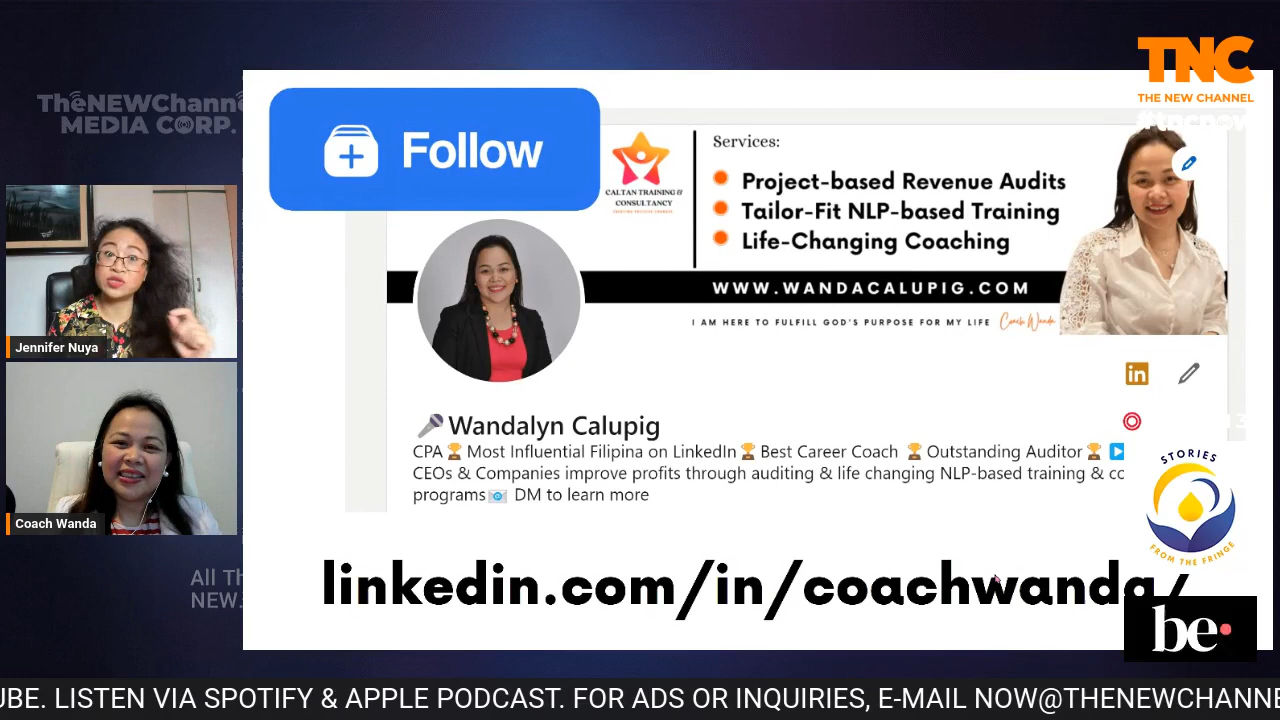 TheNEWChanne
MEDIA CORP.
TNC
THE NEW CHANNEL
Follow
CALTAN TRAINING &
CONSULTANCY
CREATING POSITIVE CHANGES
Services:
Project-based Revenue Audits
Tailor-Fit NLP-based Training
Life-Changing Coaching
WWW.WANDACALUPIG.COM
I AM HERE TO FULFILL GOD'S PURPOSE FOR MY LIFE Coach Wanda
in
Jennifer Nuya
Coach Wanda
Wandalyn Calupig
CPA Most Influential Filipina on LinkedIn Best Career Coach Outstanding Auditor
CEOs & Companies improve profits through auditing & life changing NLP-based training & co
programs DM to learn more
STORIES
FROM THE FRINGE
All Th
NEW.
linkedin.com/in/coachwanda/
be
UBE. LISTEN VIA SPOTIFY & APPLE PODCAST. FOR ADS OR INQUIRIES, E-MAIL NOW@THENEWCHANNE